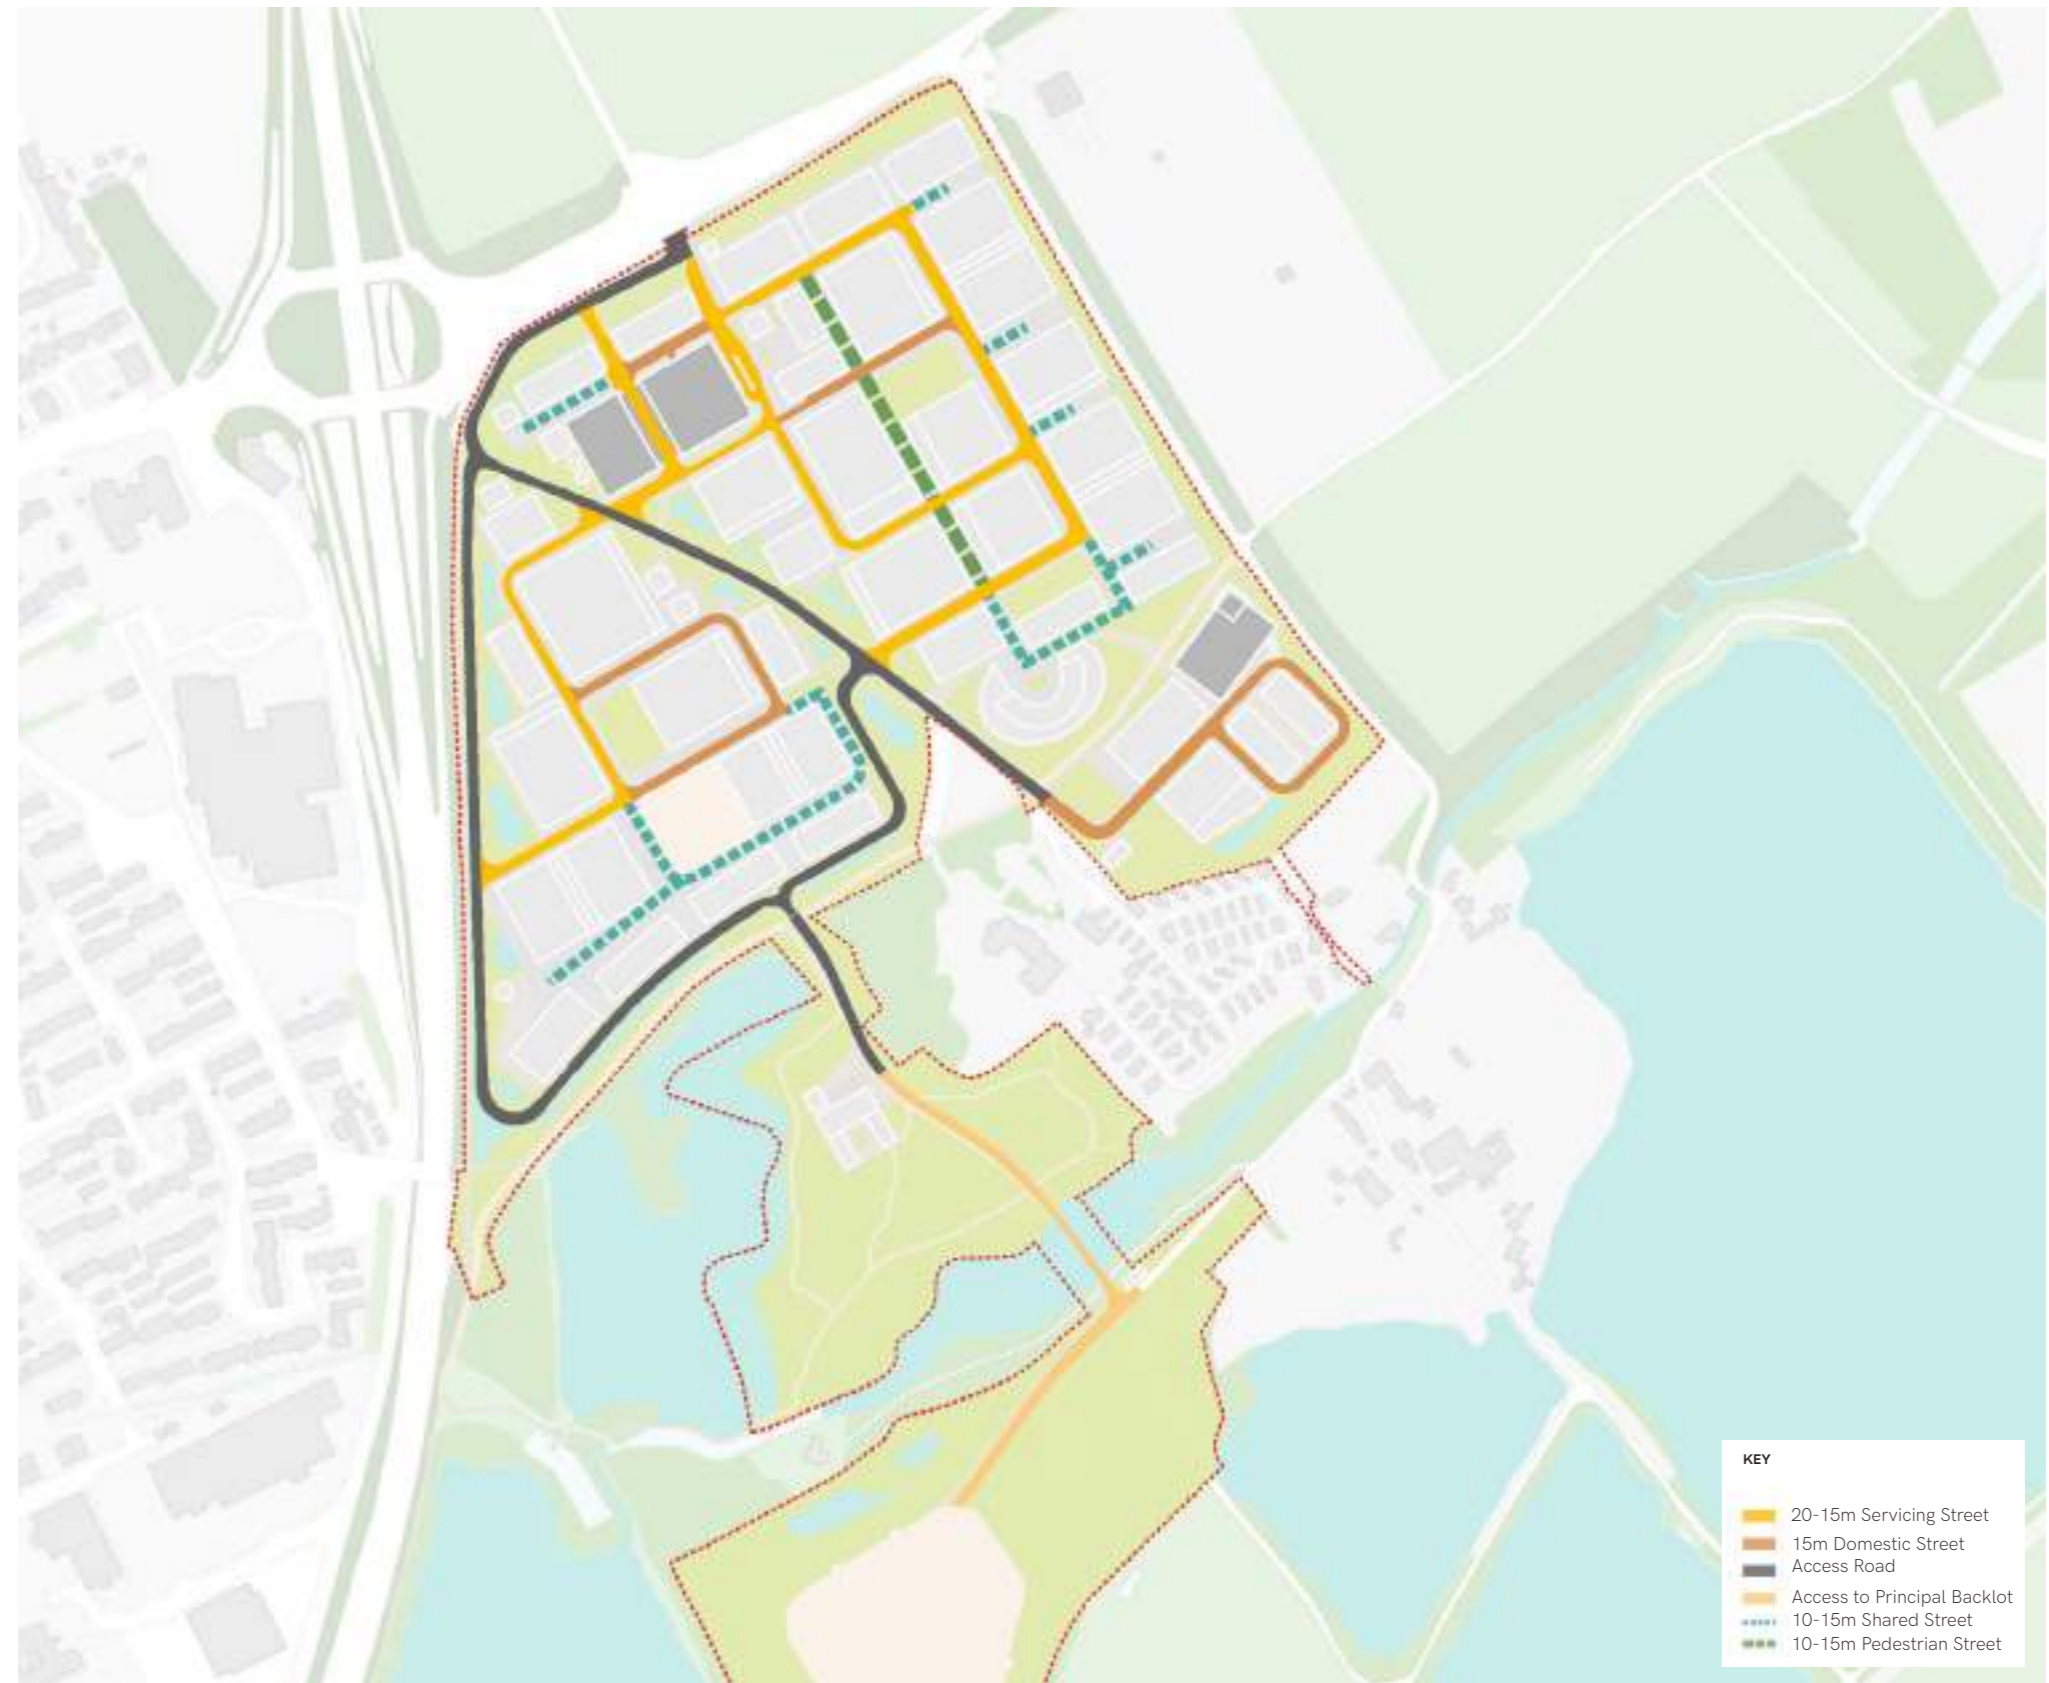 KEY
20-15m Servicing Street
15m Domestic Street
Access Road
Access to Principal Backlot
10-15m Shared Street
10-15m Pedestrian Street